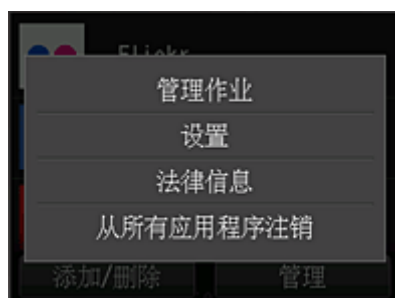 Flickr
管理作业
设置
法律信息
从所有应用程序注销
添加/删除 管理